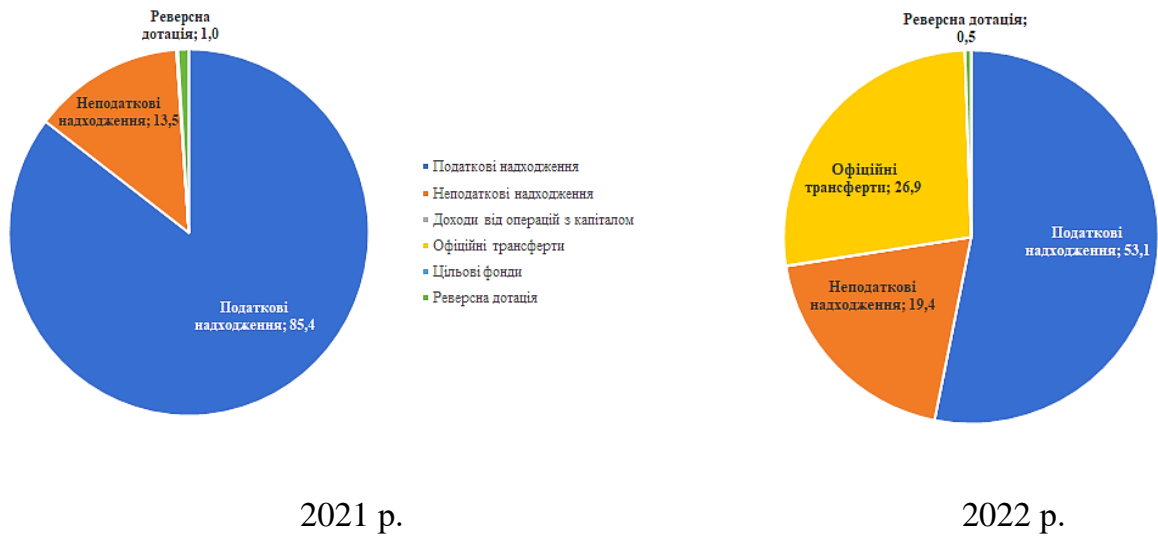 Реверсна
дотація; 1,0
Неподаткові
надходження; 13,5
Податкові
надходження; 85,4
Податкові надходження
Неподаткові надходження
Доходи від операцій з капіталом
Офіційні трансферти
Цільові фонди
Реверсна дотація
Реверсна дотація;
0,5
Офіційні
трансферти; 26,9
Податкові
надходження; 53,1
Неподаткові
надходження; 19,4
2021 р.
2022 р.